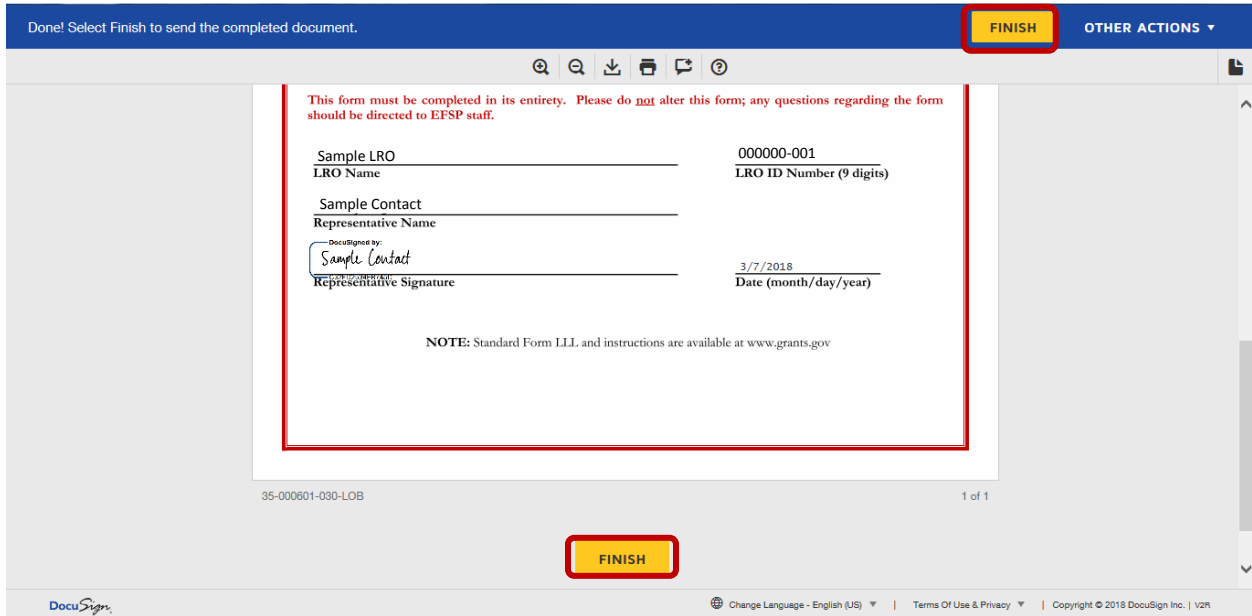 Done! Select Finish to send the completed document.
FINISH
OTHER ACTIONS
This form must be completed in its entirety. Please do not alter this form; any questions regarding the form
should be directed to EFSP staff.
Sample LRO
000000-001
LRO Name
LRO ID Number (9 digits)
Sample Contact
Representative Name
DocuSigned by:
Sample Contact
3/7/2018
Representative Signature
Date (month/day/year)
NOTE: Standard Form LLL and instructions are available at www.grants.gov
35-000601-030-LOB
1 of 1
FINISH
DocuSign
Change Language - English (US) | Terms Of Use & Privacy | Copyright © 2018 DocuSign Inc. | V2R